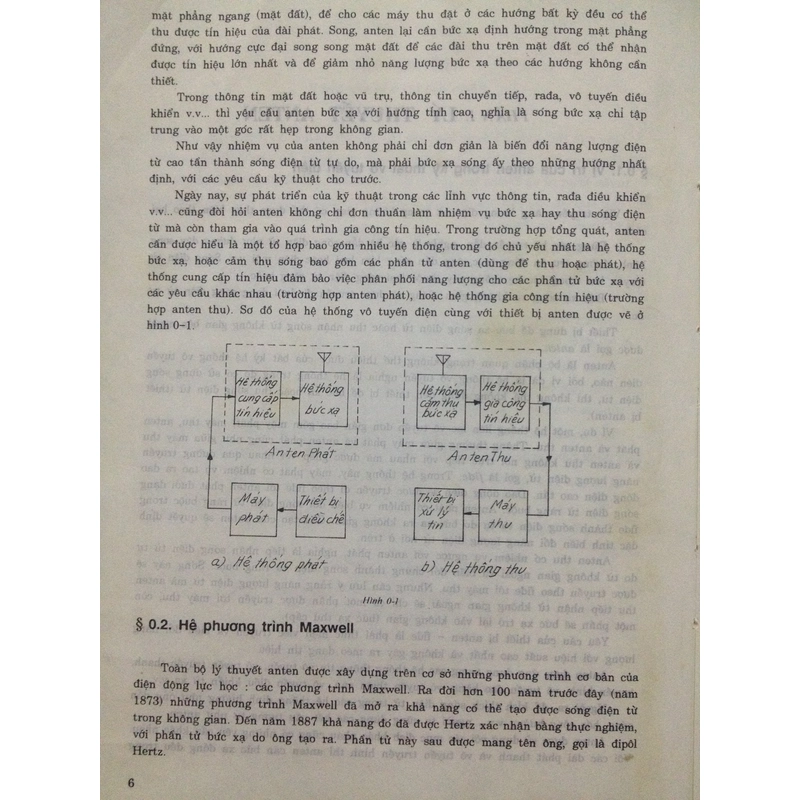 mặt phẳng ngang (mặt đất), để cho các máy thu đặt ở các hướng bất kỳ đều có thể
thu được tín hiệu của đài phát. Song, anten lại cần bức xạ định hướng trong mặt phẳng
đứng, với hướng cực đại song song mặt đất để các đài thu trên mặt đất có thể nhận
được tín hiệu lớn nhất và để giảm nhỏ năng lượng bức xạ theo các hướng không cần
thiết.
Trong thông tin mặt đất hoặc vũ trụ, thông tin chuyển tiếp, rađa, vô tuyến điều
khiển v.v... thì yêu cầu anten bức xạ với hướng tính cao, nghĩa là sóng bức xạ chỉ tập
trung vào một góc rất hẹp trong không gian.
Như vậy nhiệm vụ của anten không phải chỉ đơn giản là biến đổi năng lượng điện
từ cao tần thành sóng điện từ tự do, mà phải bức xạ sóng ấy theo những hướng nhất
định, với các yêu cầu kỹ thuật cho trước.
Ngày nay, sự phát triển của kỹ thuật trong các lĩnh vực thông tin, rađa điều khiển
v.v... cũng đòi hỏi anten không chỉ đơn thuần làm nhiệm vụ bức xạ hay thu sóng điện
từ mà còn tham gia vào quá trình gia công tín hiệu. Trong trường hợp tổng quát, anten
cần được hiểu là một tổ hợp bao gồm nhiều hệ thống, trong đó chủ yếu nhất là hệ thống
bức xạ, hoặc cảm thụ sóng bao gồm các phần tử anten (dùng để thu hoặc phát), hệ
thống cung cấp tín hiệu đảm bảo việc phân phối năng lượng cho các phần tử bức xạ với
các yêu cầu khác nhau (trường hợp anten phát), hoặc hệ thống gia công tín hiệu (trường
hợp anten thu). Sơ đồ của hệ thống vô tuyến điện cùng với thiết bị anten được vẽ ở
hình 0-1.
Hệ thống
cung cấp
tín hiệu
Hệ thống
bức xạ
Anten Phát
Máy
phát
Thiết bị
điều chế
a) Hệ thống phát
Hệ thống
cảm thụ
bức xạ
Hệ thống
gia công
tín hiệu
Anten Thu
Thiết bị
xử lý
tin
Máy
thu
b) Hệ thống thu
Hình 0-1
§ 0.2. Hệ phương trình Maxwell
Toàn bộ lý thuyết anten được xây dựng trên cơ sở những phương trình cơ bản của
điện động lực học : các phương trình Maxwell. Ra đời hơn 100 năm trước đây (năm
1873) những phương trình Maxwell đã mở ra khả năng có thể tạo được sóng điện từ
trong không gian. Đến năm 1887 khả năng đó đã được Hertz xác nhận bằng thực nghiệm,
với phần tử bức xạ do ông tạo ra. Phần tử này sau được mang tên ông, gọi là đipôl
Hertz.
6